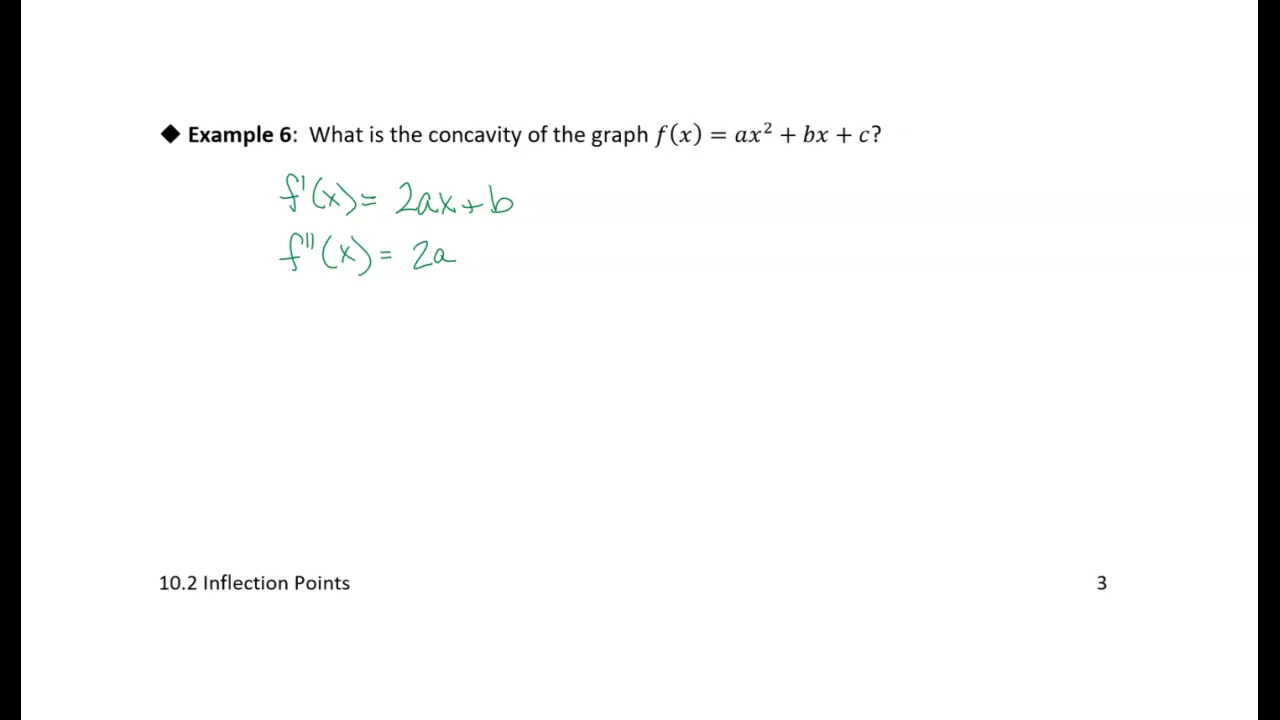 ◆ Example 6: What is the concavity of the graph f(x) = ax² + bx + c?
f'(x) = 2ax + b
f''(x) = 2a
10.2 Inflection Points 3